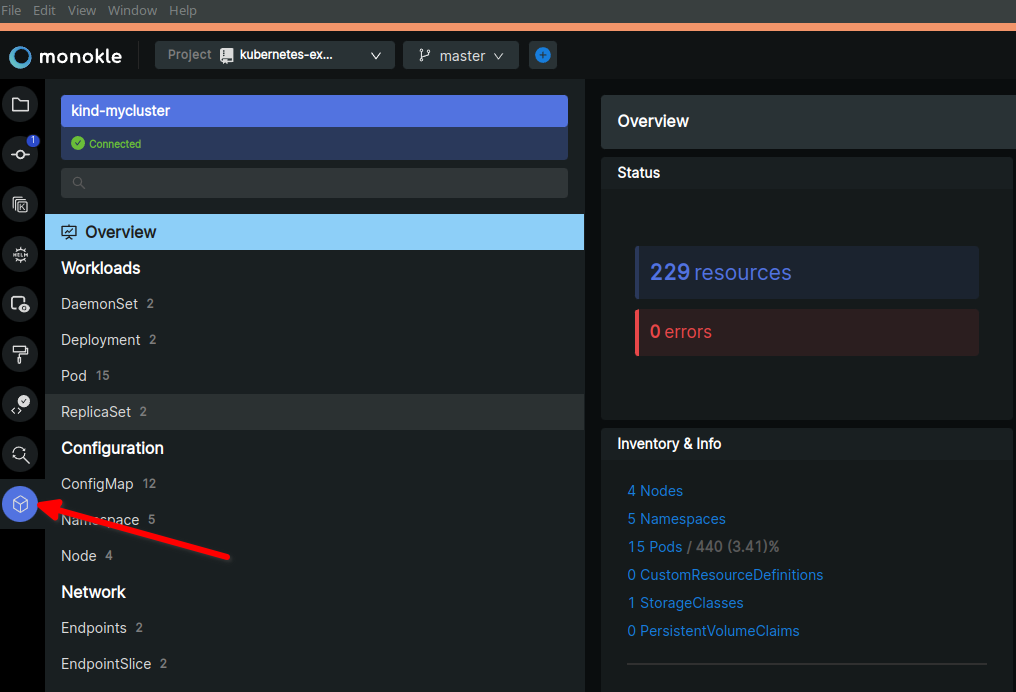 File Edit View Window Help
monokle Project kubernetes-ex... master
1
kind-mycluster
Connected
Overview
Workloads
DaemonSet 2
Deployment 2
Pod 15
ReplicaSet 2
Configuration
ConfigMap 12
Namespace 5
Node 4
Network
Endpoints 2
EndpointSlice 2
HELM
Overview
Status
229 resources
0 errors
Inventory & Info
4 Nodes
5 Namespaces
15 Pods / 440 (3.41)%
0 CustomResourceDefinitions
1 StorageClasses
0 PersistentVolumeClaims